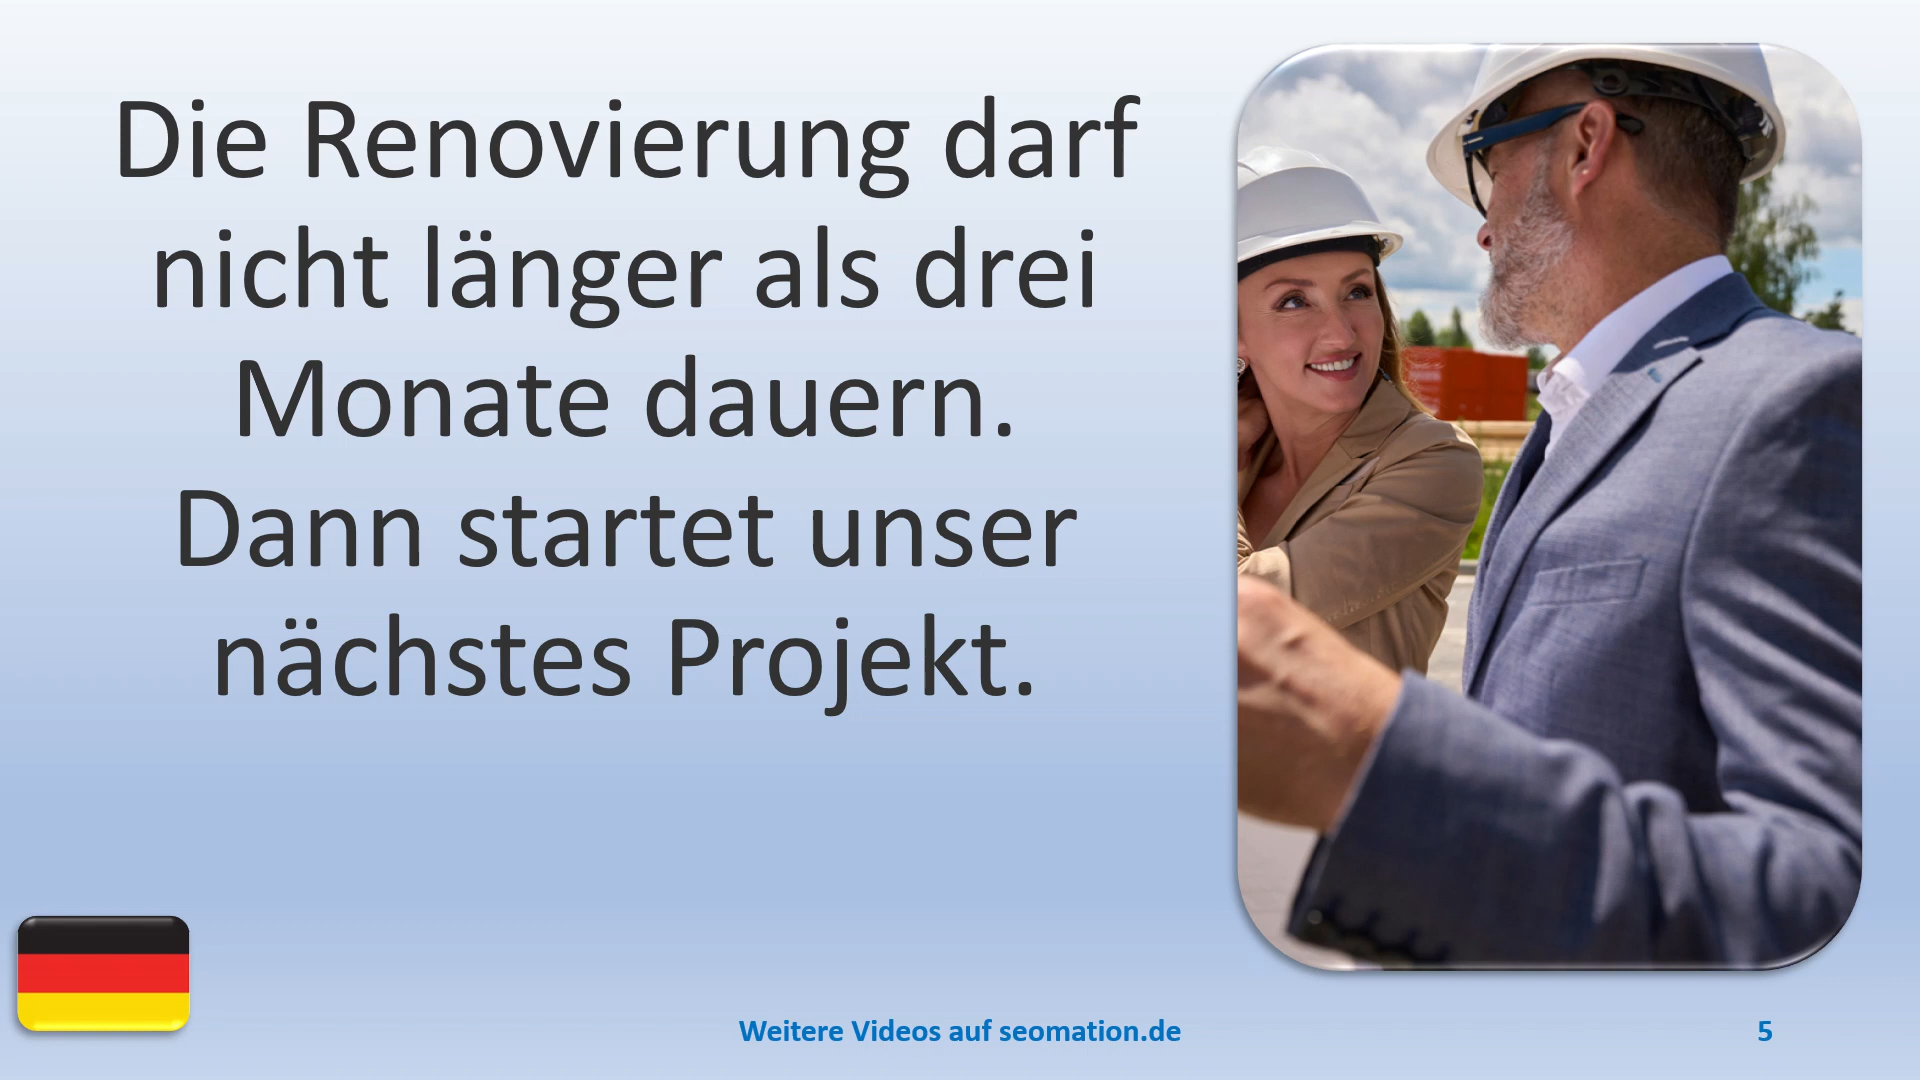 Die Renovierung darf
nicht länger als drei
Monate dauern.
Dann startet unser
nächstes Projekt.
Weitere Videos auf seomation.de
5